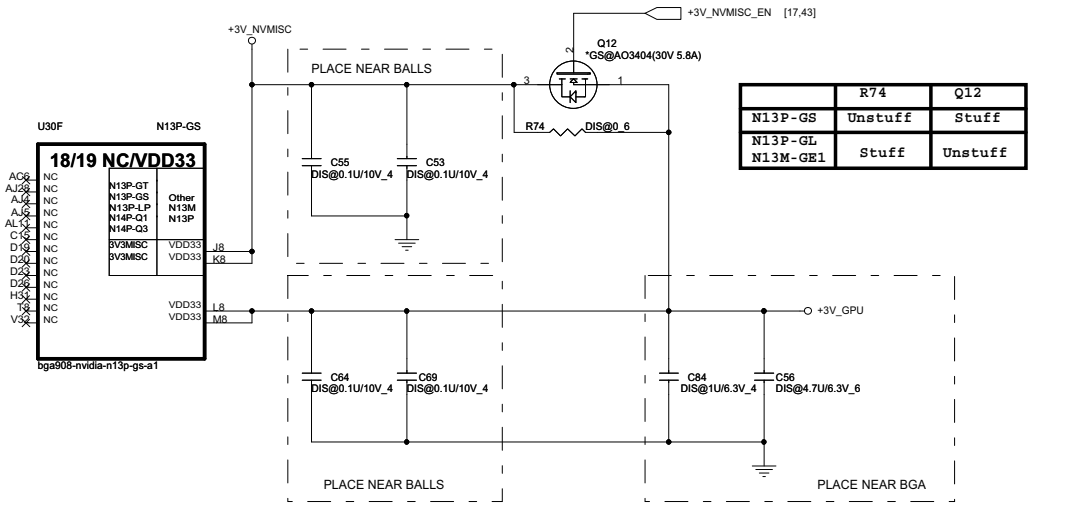 +3V_NVMISC_EN [17,43]
+3V_NVMISC
Q12
*GS@AO3404(30V 5.8A)
2
3
1
PLACE NEAR BALLS
R74
DIS@0_6
R74 Q12
N13P-GS Unstuff Stuff
N13P-GL
N13M-GE1 Stuff Unstuff
U30F
N13P-GS
18/19 NC/VDD33
C55
DIS@0.1U/10V_4
C53
DIS@0.1U/10V_4
AC6 NC
AJ28 NC
AJ4 NC
AJ5 NC
AL11 NC
C15 NC
D19 NC
D20 NC
D23 NC
D26 NC
H31 NC
T8 NC
V32 NC
N13P-GT
N13P-GS
N13P-LP
N14P-Q1
N14P-Q3
Other
N13M
N13P
3V3MISC VDD33 J8
3V3MISC VDD33 K8
VDD33 L8
VDD33 M8
bga908-nvidia-n13p-gs-a1
+3V_GPU
C64
DIS@0.1U/10V_4
C69
DIS@0.1U/10V_4
C84
DIS@1U/6.3V_4
C56
DIS@4.7U/6.3V_6
PLACE NEAR BALLS
PLACE NEAR BGA